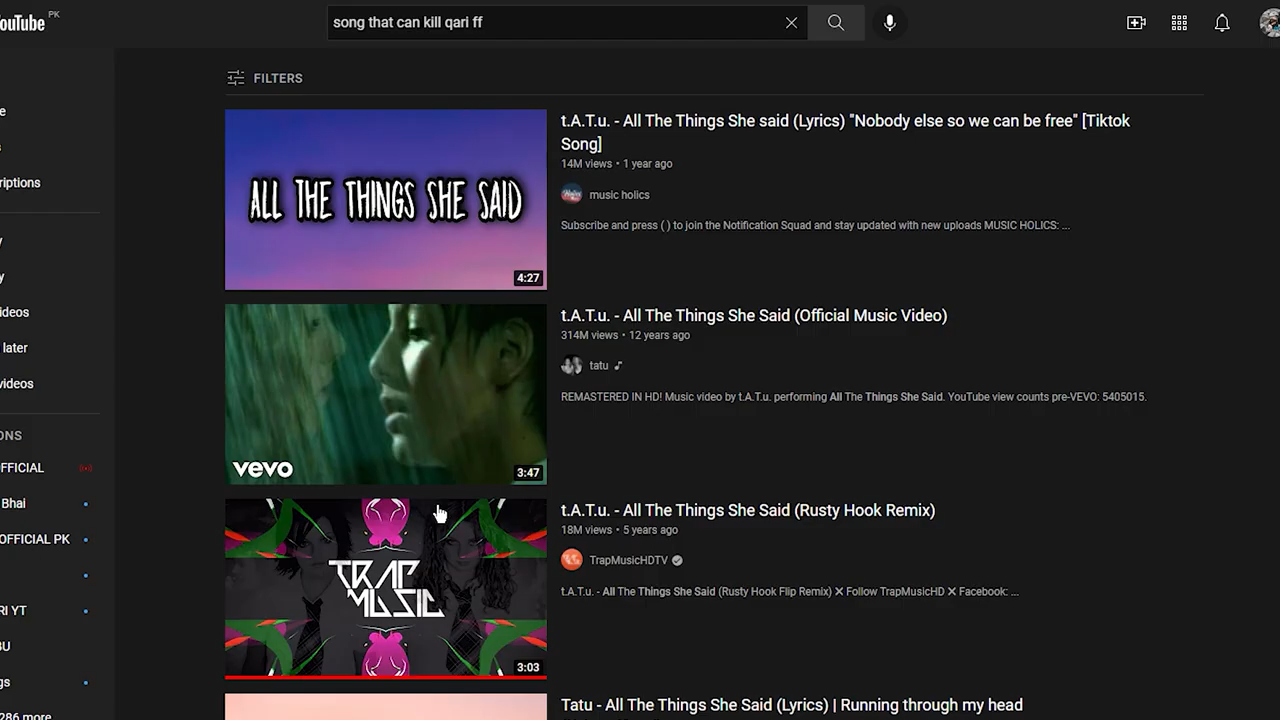 YouTube PK
song that can kill qari ff
FILTERS
e
s
riptions
y
y
ideos
later
videos
ONS
FFICIAL
Bhai
OFFICIAL PK
RI YT
BU
gs
286 more
ALL THE THINGS SHE SAID
4:27
t.A.T.u. - All The Things She said (Lyrics) "Nobody else so we can be free" [Tiktok
Song]
14M views • 1 year ago
music holics
Subscribe and press ( ) to join the Notification Squad and stay updated with new uploads MUSIC HOLICS: ...
vevo
3:47
t.A.T.u. - All The Things She Said (Official Music Video)
314M views • 12 years ago
tatu ♪
REMASTERED IN HD! Music video by t.A.T.u. performing All The Things She Said. YouTube view counts pre-VEVO: 5405015.
TRAP
MUSIC
3:03
t.A.T.u. - All The Things She Said (Rusty Hook Remix)
18M views • 5 years ago
TrapMusicHDTV
t.A.T.u. - All The Things She Said (Rusty Hook Flip Remix) ✕ Follow TrapMusicHD ✕ Facebook: ...
Tatu - All The Things She Said (Lyrics) | Running through my head